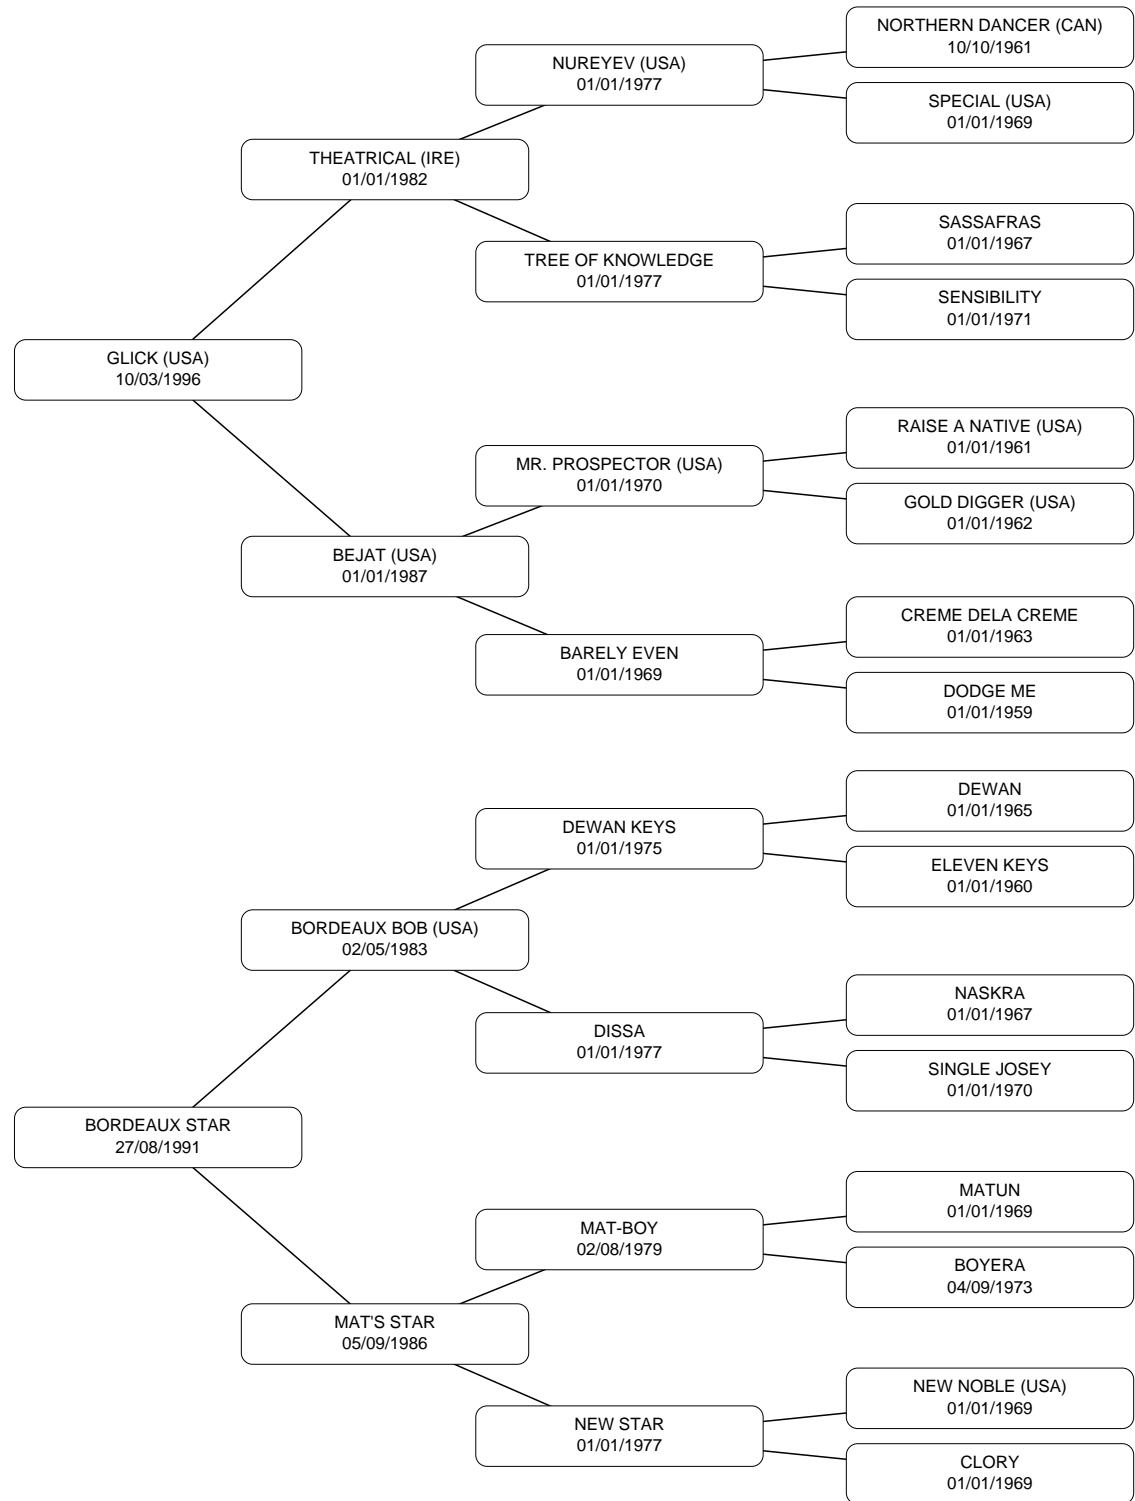 NORTHERN DANCER (CAN)
10/10/1961
NUREYEV (USA)
01/01/1977
SPECIAL (USA)
01/01/1969
THEATRICAL (IRE)
01/01/1982
SASSAFRAS
01/01/1967
TREE OF KNOWLEDGE
01/01/1977
SENSIBILITY
01/01/1971
GLICK (USA)
10/03/1996
RAISE A NATIVE (USA)
01/01/1961
MR. PROSPECTOR (USA)
01/01/1970
GOLD DIGGER (USA)
01/01/1962
BEJAT (USA)
01/01/1987
CREME DELA CREME
01/01/1963
BARELY EVEN
01/01/1969
DODGE ME
01/01/1959
DEWAN
01/01/1965
DEWAN KEYS
01/01/1975
ELEVEN KEYS
01/01/1960
BORDEAUX BOB (USA)
02/05/1983
NASKRA
01/01/1967
DISSA
01/01/1977
SINGLE JOSEY
01/01/1970
BORDEAUX STAR
27/08/1991
MATUN
01/01/1969
MAT-BOY
02/08/1979
BOYERA
04/09/1973
MAT'S STAR
05/09/1986
NEW NOBLE (USA)
01/01/1969
NEW STAR
01/01/1977
CLORY
01/01/1969